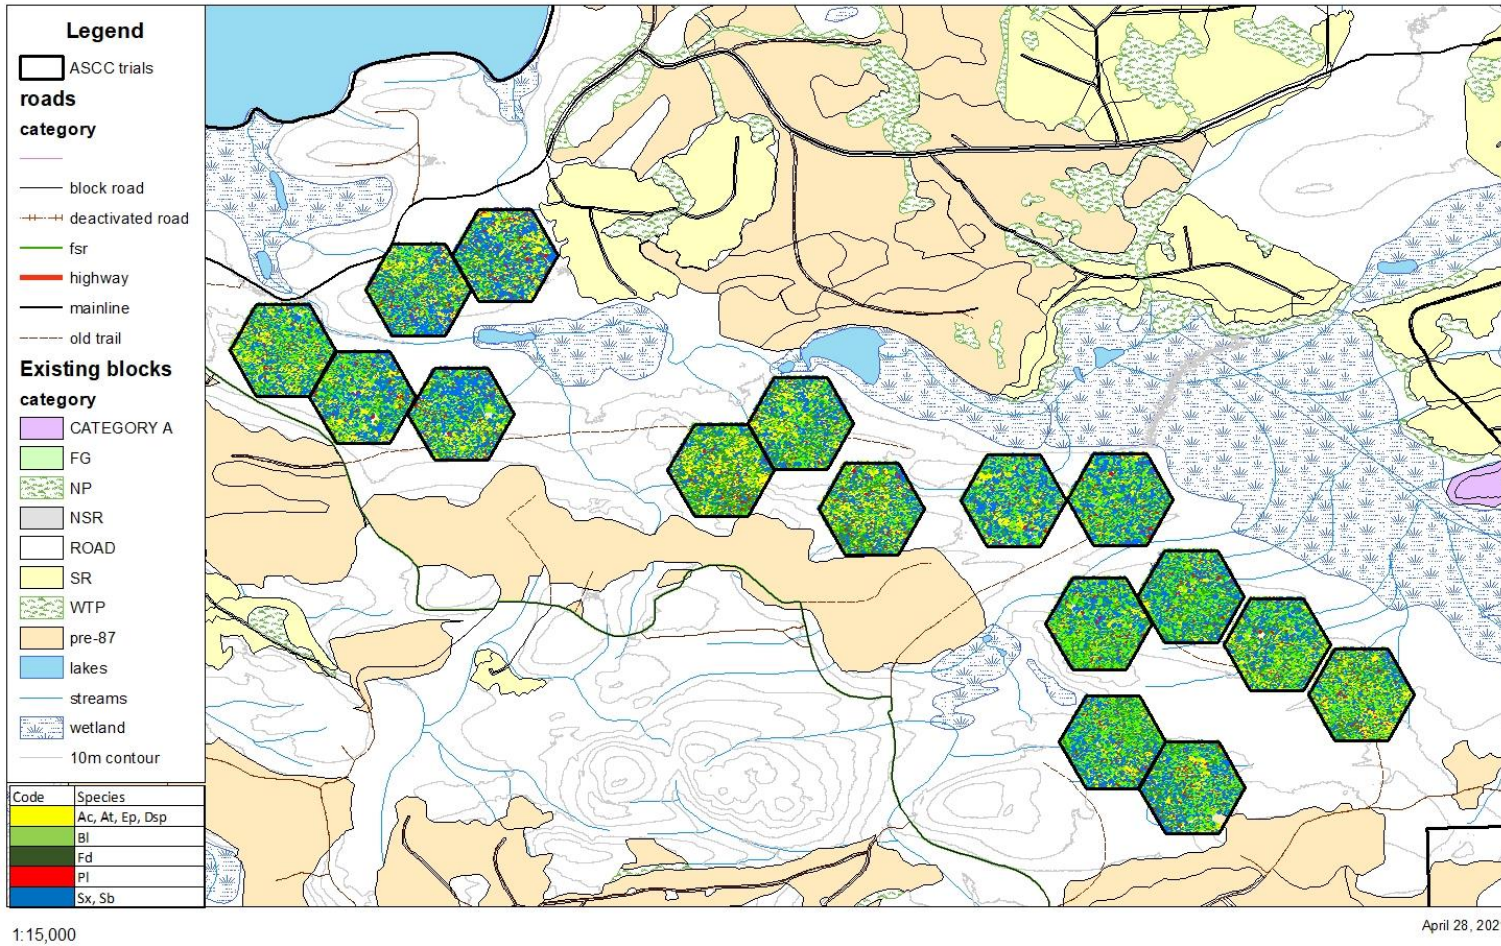 Legend
ASCC trials
roads
category
block road
deactivated road
fsr
highway
mainline
old trail
Existing blocks
category
CATEGORY A
FG
NP
NSR
ROAD
SR
WTP
pre-87
lakes
streams
wetland
10m contour
Code Species
Ac, At, Ep, Dsp
Bl
Fd
Pl
Sx, Sb
1:15,000
April 28, 202